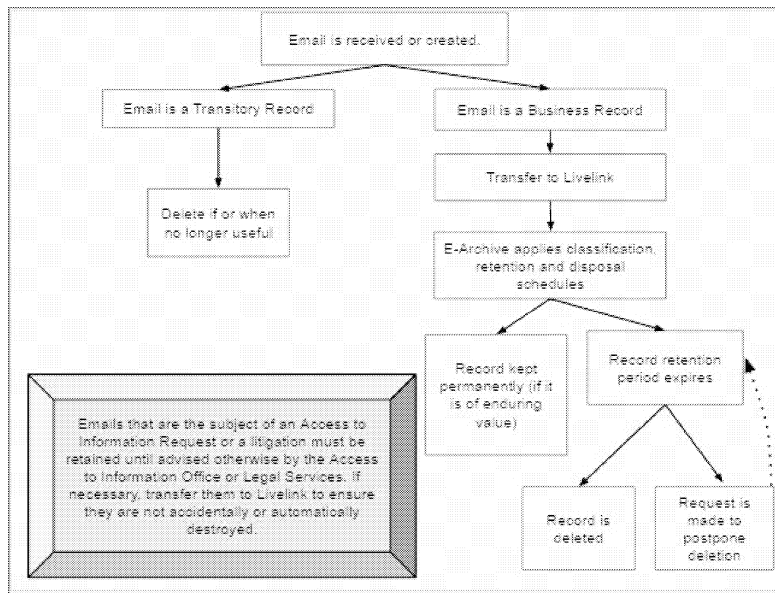 Email is received or created.
Email is a Transitory Record
Email is a Business Record
Transfer to Livelink
Delete if or when
no longer useful
E-Archive applies classification,
retention and disposal
schedules
Record kept
permanently (if it
is of enduring
value)
Record retention
period expires
Emails that are the subject of an Access to
Information Request or a litigation must be
retained until advised otherwise by the Access
to Information Office or Legal Services. If
necessary, transfer them to Livelink to ensure
they are not accidentally or automatically
destroyed.
Record is
deleted
Request is
made to
postpone
deletion